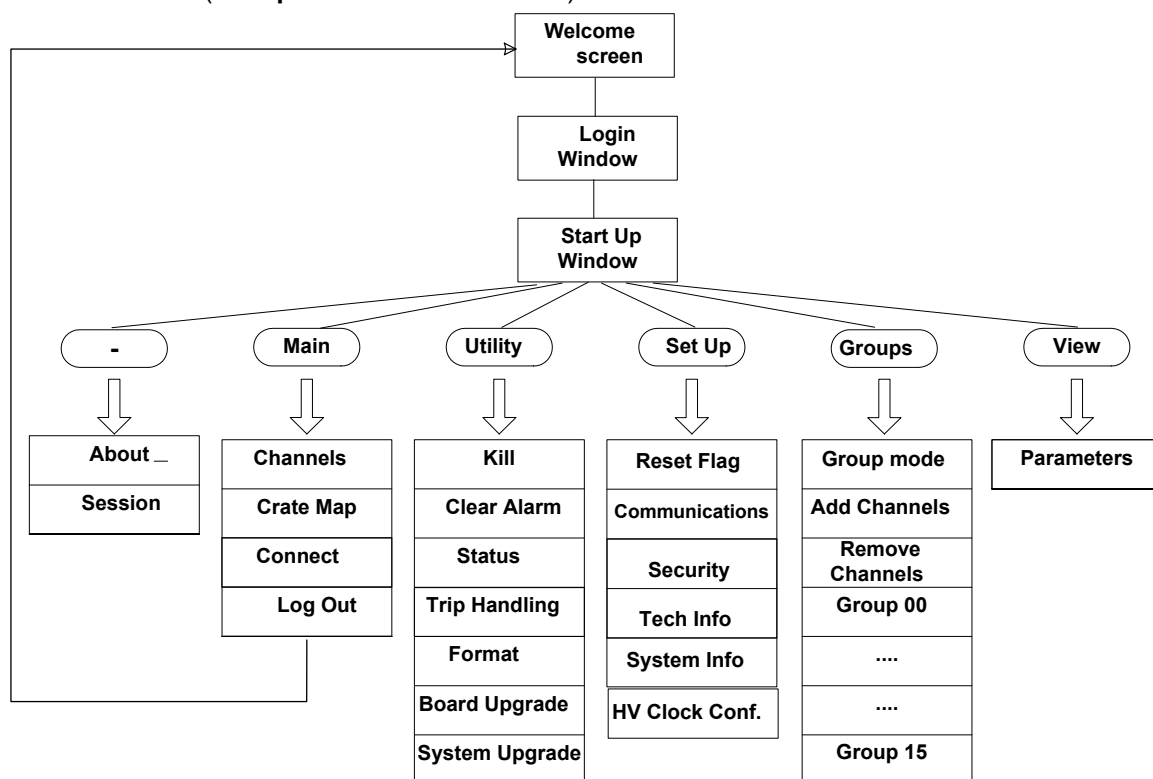 Welcome
screen
Login
Window
Start Up
Window
-
Main
Utility
Set Up
Groups
View
About _
Session
Channels
Crate Map
Connect
Log Out
Kill
Clear Alarm
Status
Trip Handling
Format
Board Upgrade
System Upgrade
Reset Flag
Communications
Security
Tech Info
System Info
HV Clock Conf.
Group mode
Add Channels
Remove
Channels
Group 00
....
....
Group 15
Parameters